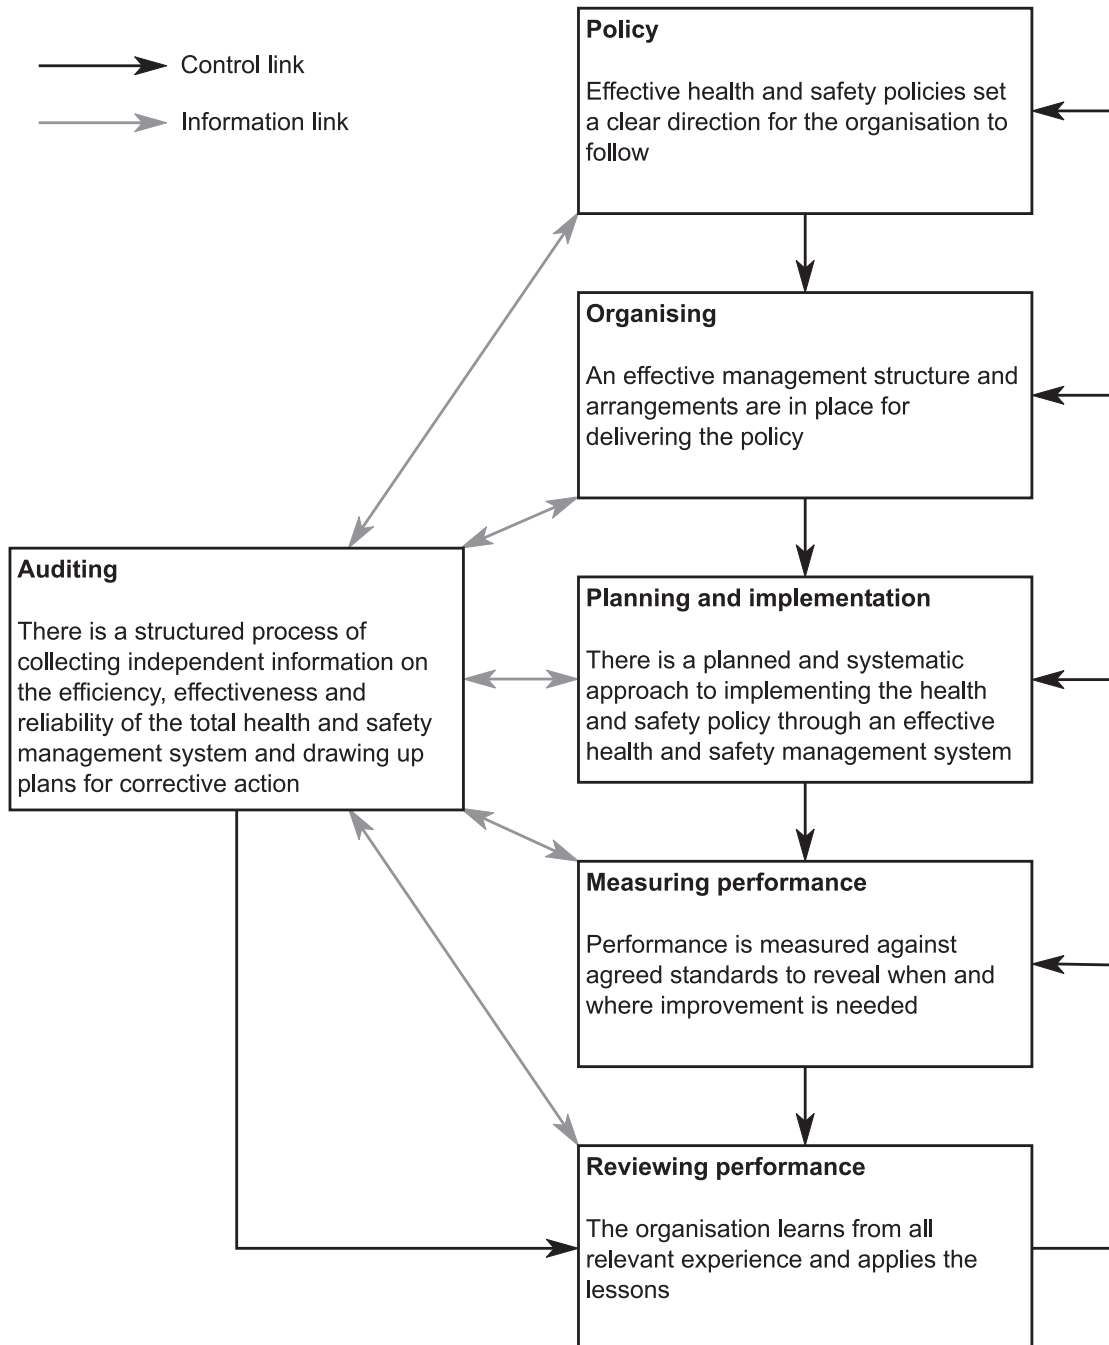 Control link
Information link
Policy
Effective health and safety policies set
a clear direction for the organisation to
follow
Organising
An effective management structure and
arrangements are in place for
delivering the policy
Auditing
There is a structured process of
collecting independent information on
the efficiency, effectiveness and
reliability of the total health and safety
management system and drawing up
plans for corrective action
Planning and implementation
There is a planned and systematic
approach to implementing the health
and safety policy through an effective
health and safety management system
Measuring performance
Performance is measured against
agreed standards to reveal when and
where improvement is needed
Reviewing performance
The organisation learns from all
relevant experience and applies the
lessons